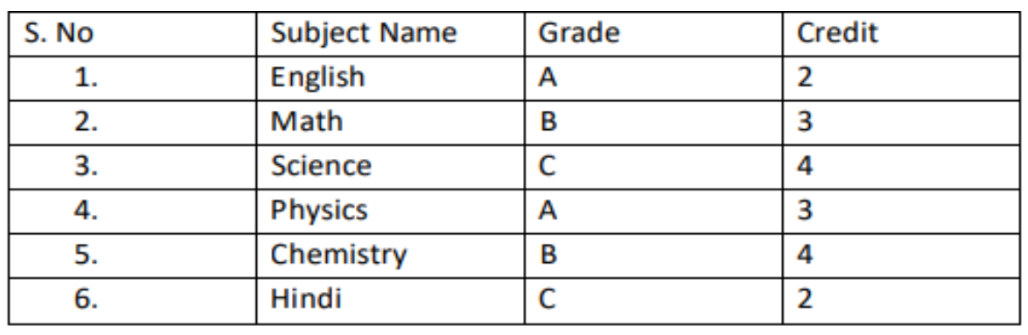 S. No Subject Name Grade Credit
1. English A 2
2. Math B 3
3. Science C 4
4. Physics A 3
5. Chemistry B 4
6. Hindi C 2